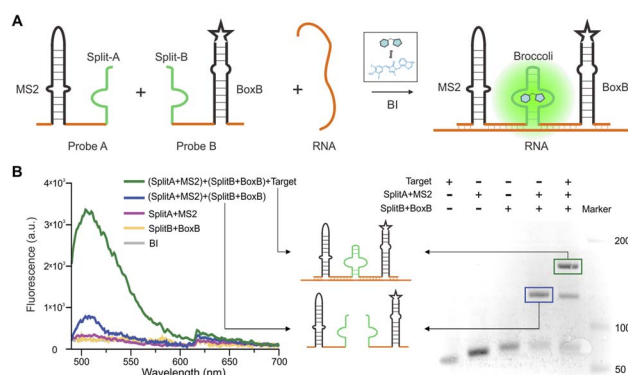 A
Split-A
Split-B
MS2
BoxB
+
+
Probe A
Probe B
RNA
BI
Broccoli
MS2
BoxB
RNA
B
(SplitA+MS2)+(SplitB+BoxB)+Target
(SplitA+MS2)+(SplitB+BoxB)
SplitA+MS2
SplitB+BoxB
BI
Fluorescence (a.u.)
4×10³
3×10³
2×10³
1×10³
0
500
550
600
650
700
Wavelength (nm)
Target + - - - +
SplitA+MS2 - + - + +
SplitB+BoxB - - + + + Marker
200
100
50